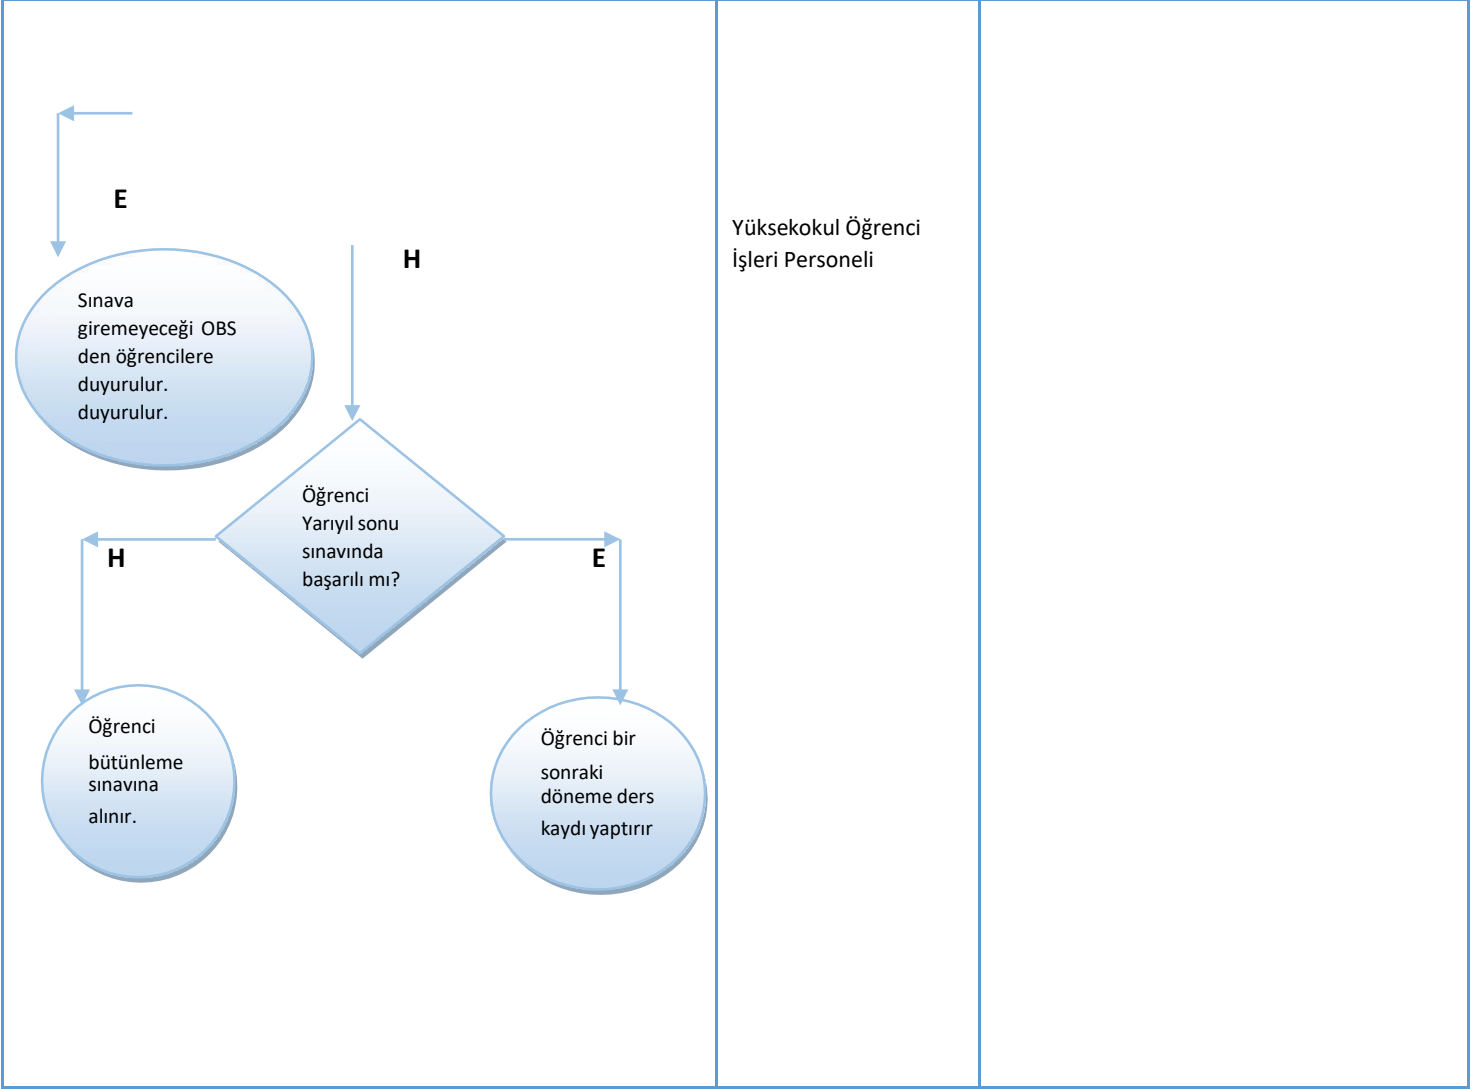 E
H
Sınava
giremeyeceği OBS
den öğrencilere
duyurulur.
duyurulur.
Öğrenci
Yarıyıl sonu
sınavında
başarılı mı?
H
E
Öğrenci
bütünleme
sınavına
alınır.
Öğrenci bir
sonraki
döneme ders
kaydı yaptırır
Yüksekokul Öğrenci
İşleri Personeli